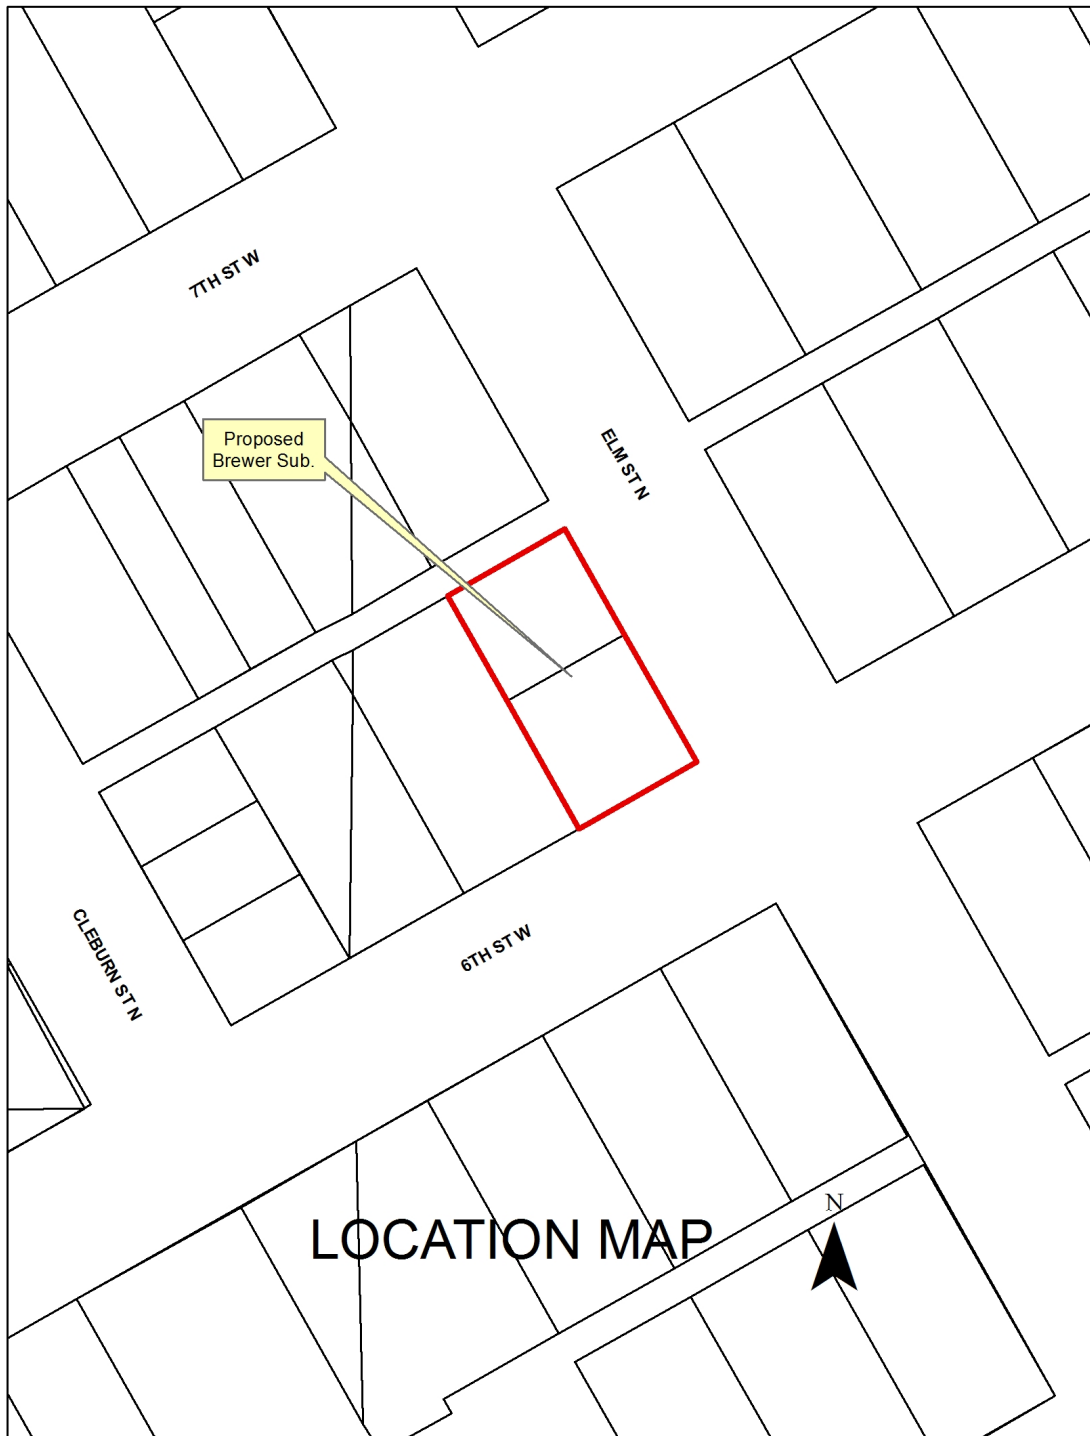 7TH ST W
Proposed
Brewer Sub.
ELM ST N
CLEBURN ST N
6TH ST W
LOCATION MAP
N